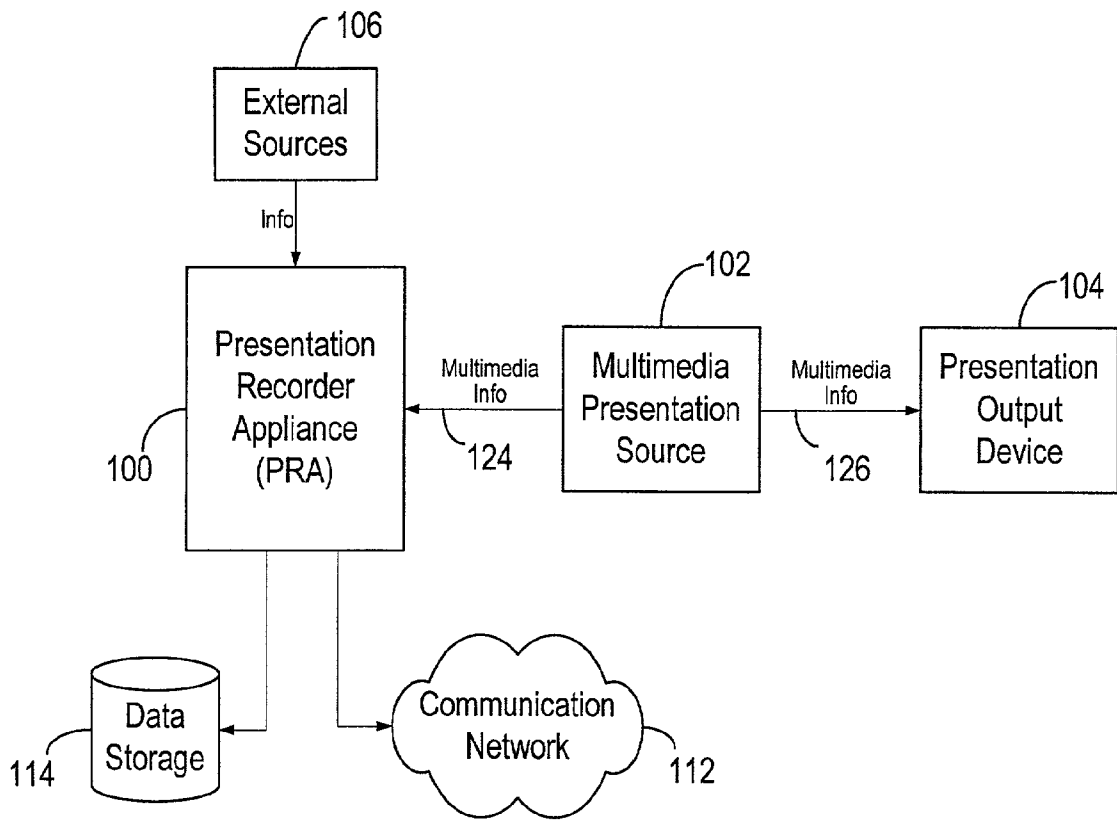 106
External
Sources
Info
102
104
Presentation
Recorder
Appliance
(PRA)
100
Multimedia
Info
124
Multimedia
Presentation
Source
Multimedia
Info
126
Presentation
Output
Device
Data
Storage
114
Communication
Network
112